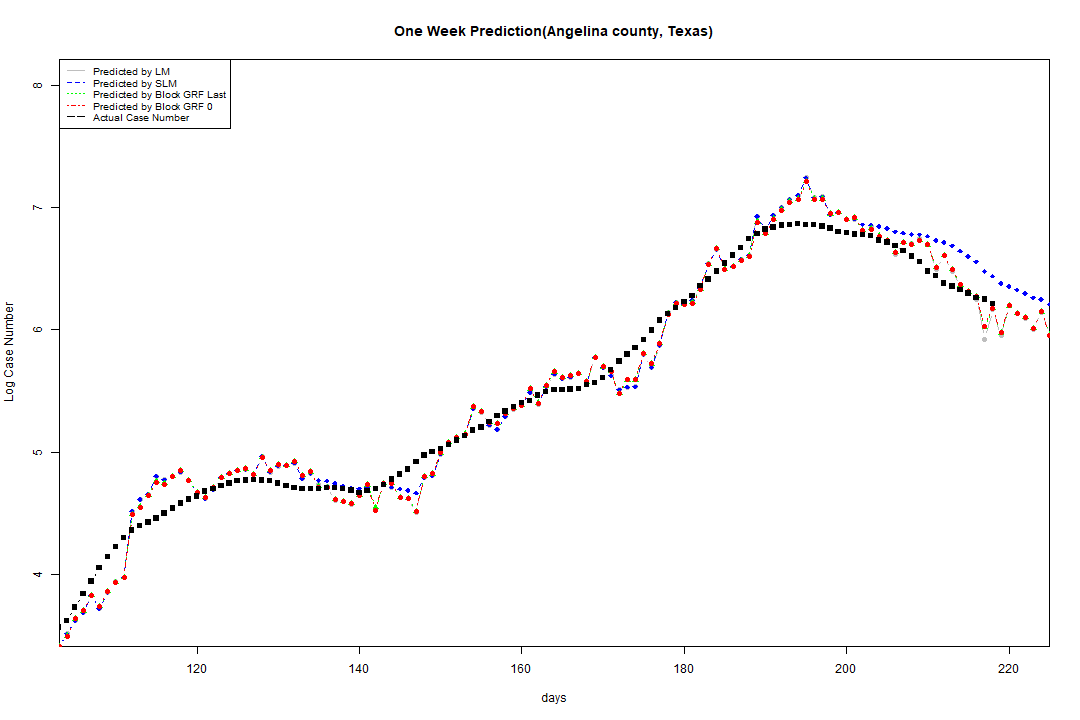 One Week Prediction(Angelina county, Texas)
Predicted by LM
Predicted by SLM
Predicted by Block GRF Last
Predicted by Block GRF 0
Actual Case Number
8
7
6
5
4
Log Case Number
120 140 160 180 200 220
days